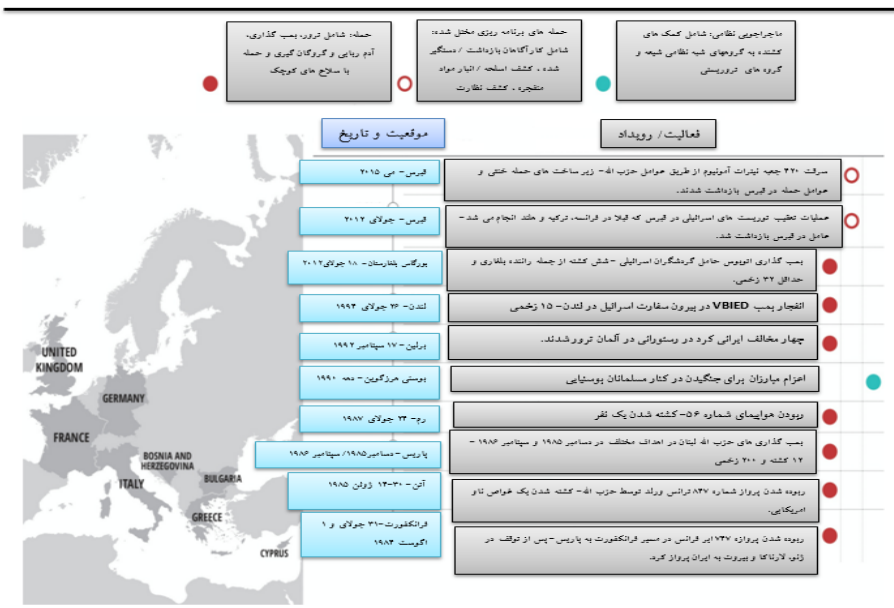 ماجراجویی نظامی: شامل کمک های
کشنده به گروههای شبه نظامی شیعه و
گروه های تروریستی
حمله های برنامه ریزی مختل شده:
شامل کارآگاهان بازداشت / دستگیر
شده ، کشف اسلحه / انبار مواد
منفجره ، کشف نظارت
حمله: شامل ترور، بمب گذاری،
آدم ربایی و گروگان گیری و حمله
با سلاح های کوچک
فعالیت/ رویداد
موقعیت و تاریخ
سرقت ۴۲۰ جعبه نیترات آمونیوم از طریق عوامل حزب الله- زیر ساخت های حمله خنثی و
عوامل حمله در قبرس بازداشت شدند.
قبرس- می ۲۰۱۵
عملیات تعقیب توریست های اسرائیلی در قبرس که قبلا در فرانسه، ترکیه و هلند انجام می شد-
عامل در قبرس بازداشت شد.
قبرس- جولای ۲۰۱۲
بمب گذاری اتوبوس حامل گردشگران اسرائیلی -شش کشته از جمله راننده بلغاری و
حداقل ۳۲ زخمی.
بورگاس بلغارستان- ۱۸ جولای۲۰۱۲
انفجار بمب VBIED در بیرون سفارت اسرائیل در لندن- ۱۵ زخمی
لندن- ۲۶ جولای ۱۹۹۴
چهار مخالف ایرانی کرد در رستورانی در آلمان ترور شدند.
برلین- ۱۷ سپتامبر ۱۹۹۲
اعزام مبارزان برای جنگیدن در کنار مسلمانان بوسنیایی
بوسنی هرزگوین- دهه ۱۹۹۰
ربودن هواپیمای شماره ۵۶- کشته شدن یک نفر
رم- ۲۴ جولای ۱۹۸۷
بمب گذاری های حزب الله لبنان در اهداف مختلف در دسامبر ۱۹۸۵ و سپتامبر ۱۹۸۶ -
۱۲ کشته و ۲۰۰ زخمی
پاریس- دسامبر۱۹۸۵/ سپتامبر ۱۹۸۶
ربوده شدن پرواز شماره ۸۴۷ ترانس ورلد توسط حزب الله- کشته شدن یک غواص ناو
امریکایی.
آتن- ۳۰-۱۴ ژوئن ۱۹۸۵
ربوده شدن پروازه ۷۴۷ ایر فرانس در مسیر فرانکفورت به پاریس- پس از توقف در
ژنو، لارناکا و بیروت به ایران پرواز کرد.
فرانکفورت-۳۱ جولای و ۱
اگوست ۱۹۸۴
UNITED
KINGDOM
GERMANY
FRANCE
BOSNIA AND
HERZEGOVINA
ITALY
BULGARIA
GREECE
CYPRUS